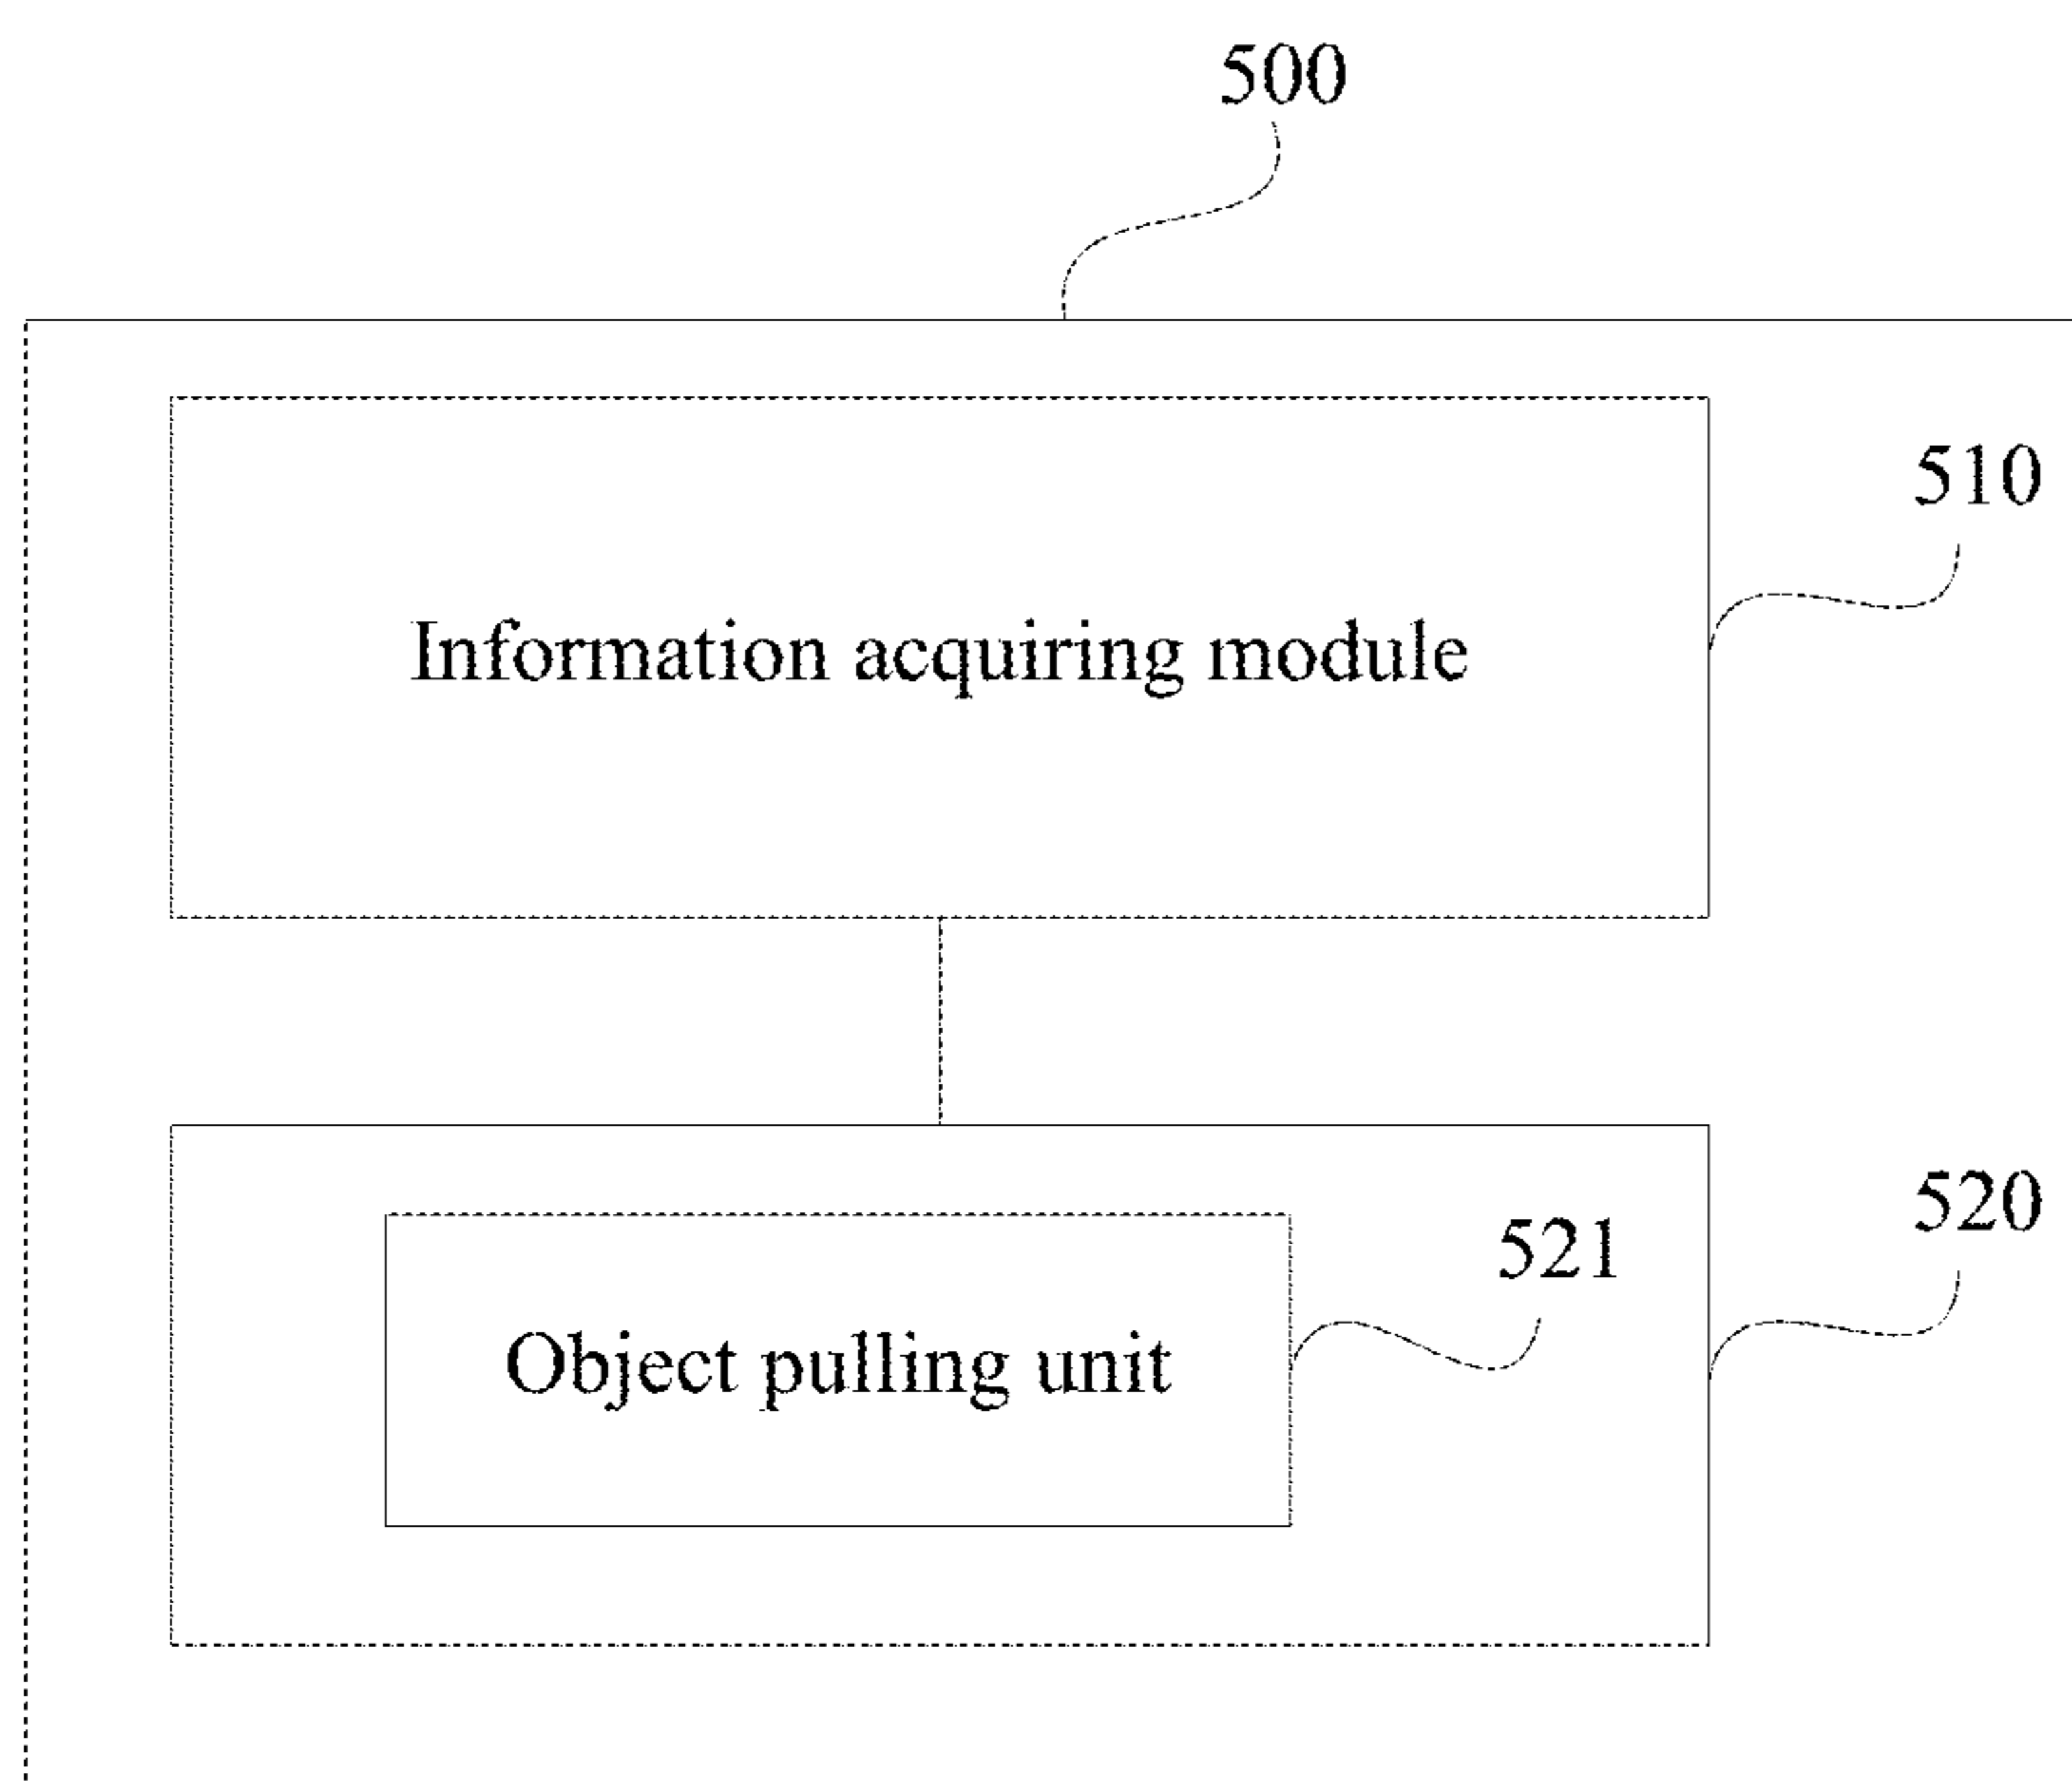 500
510
Information acquiring module
520
521
Object pulling unit